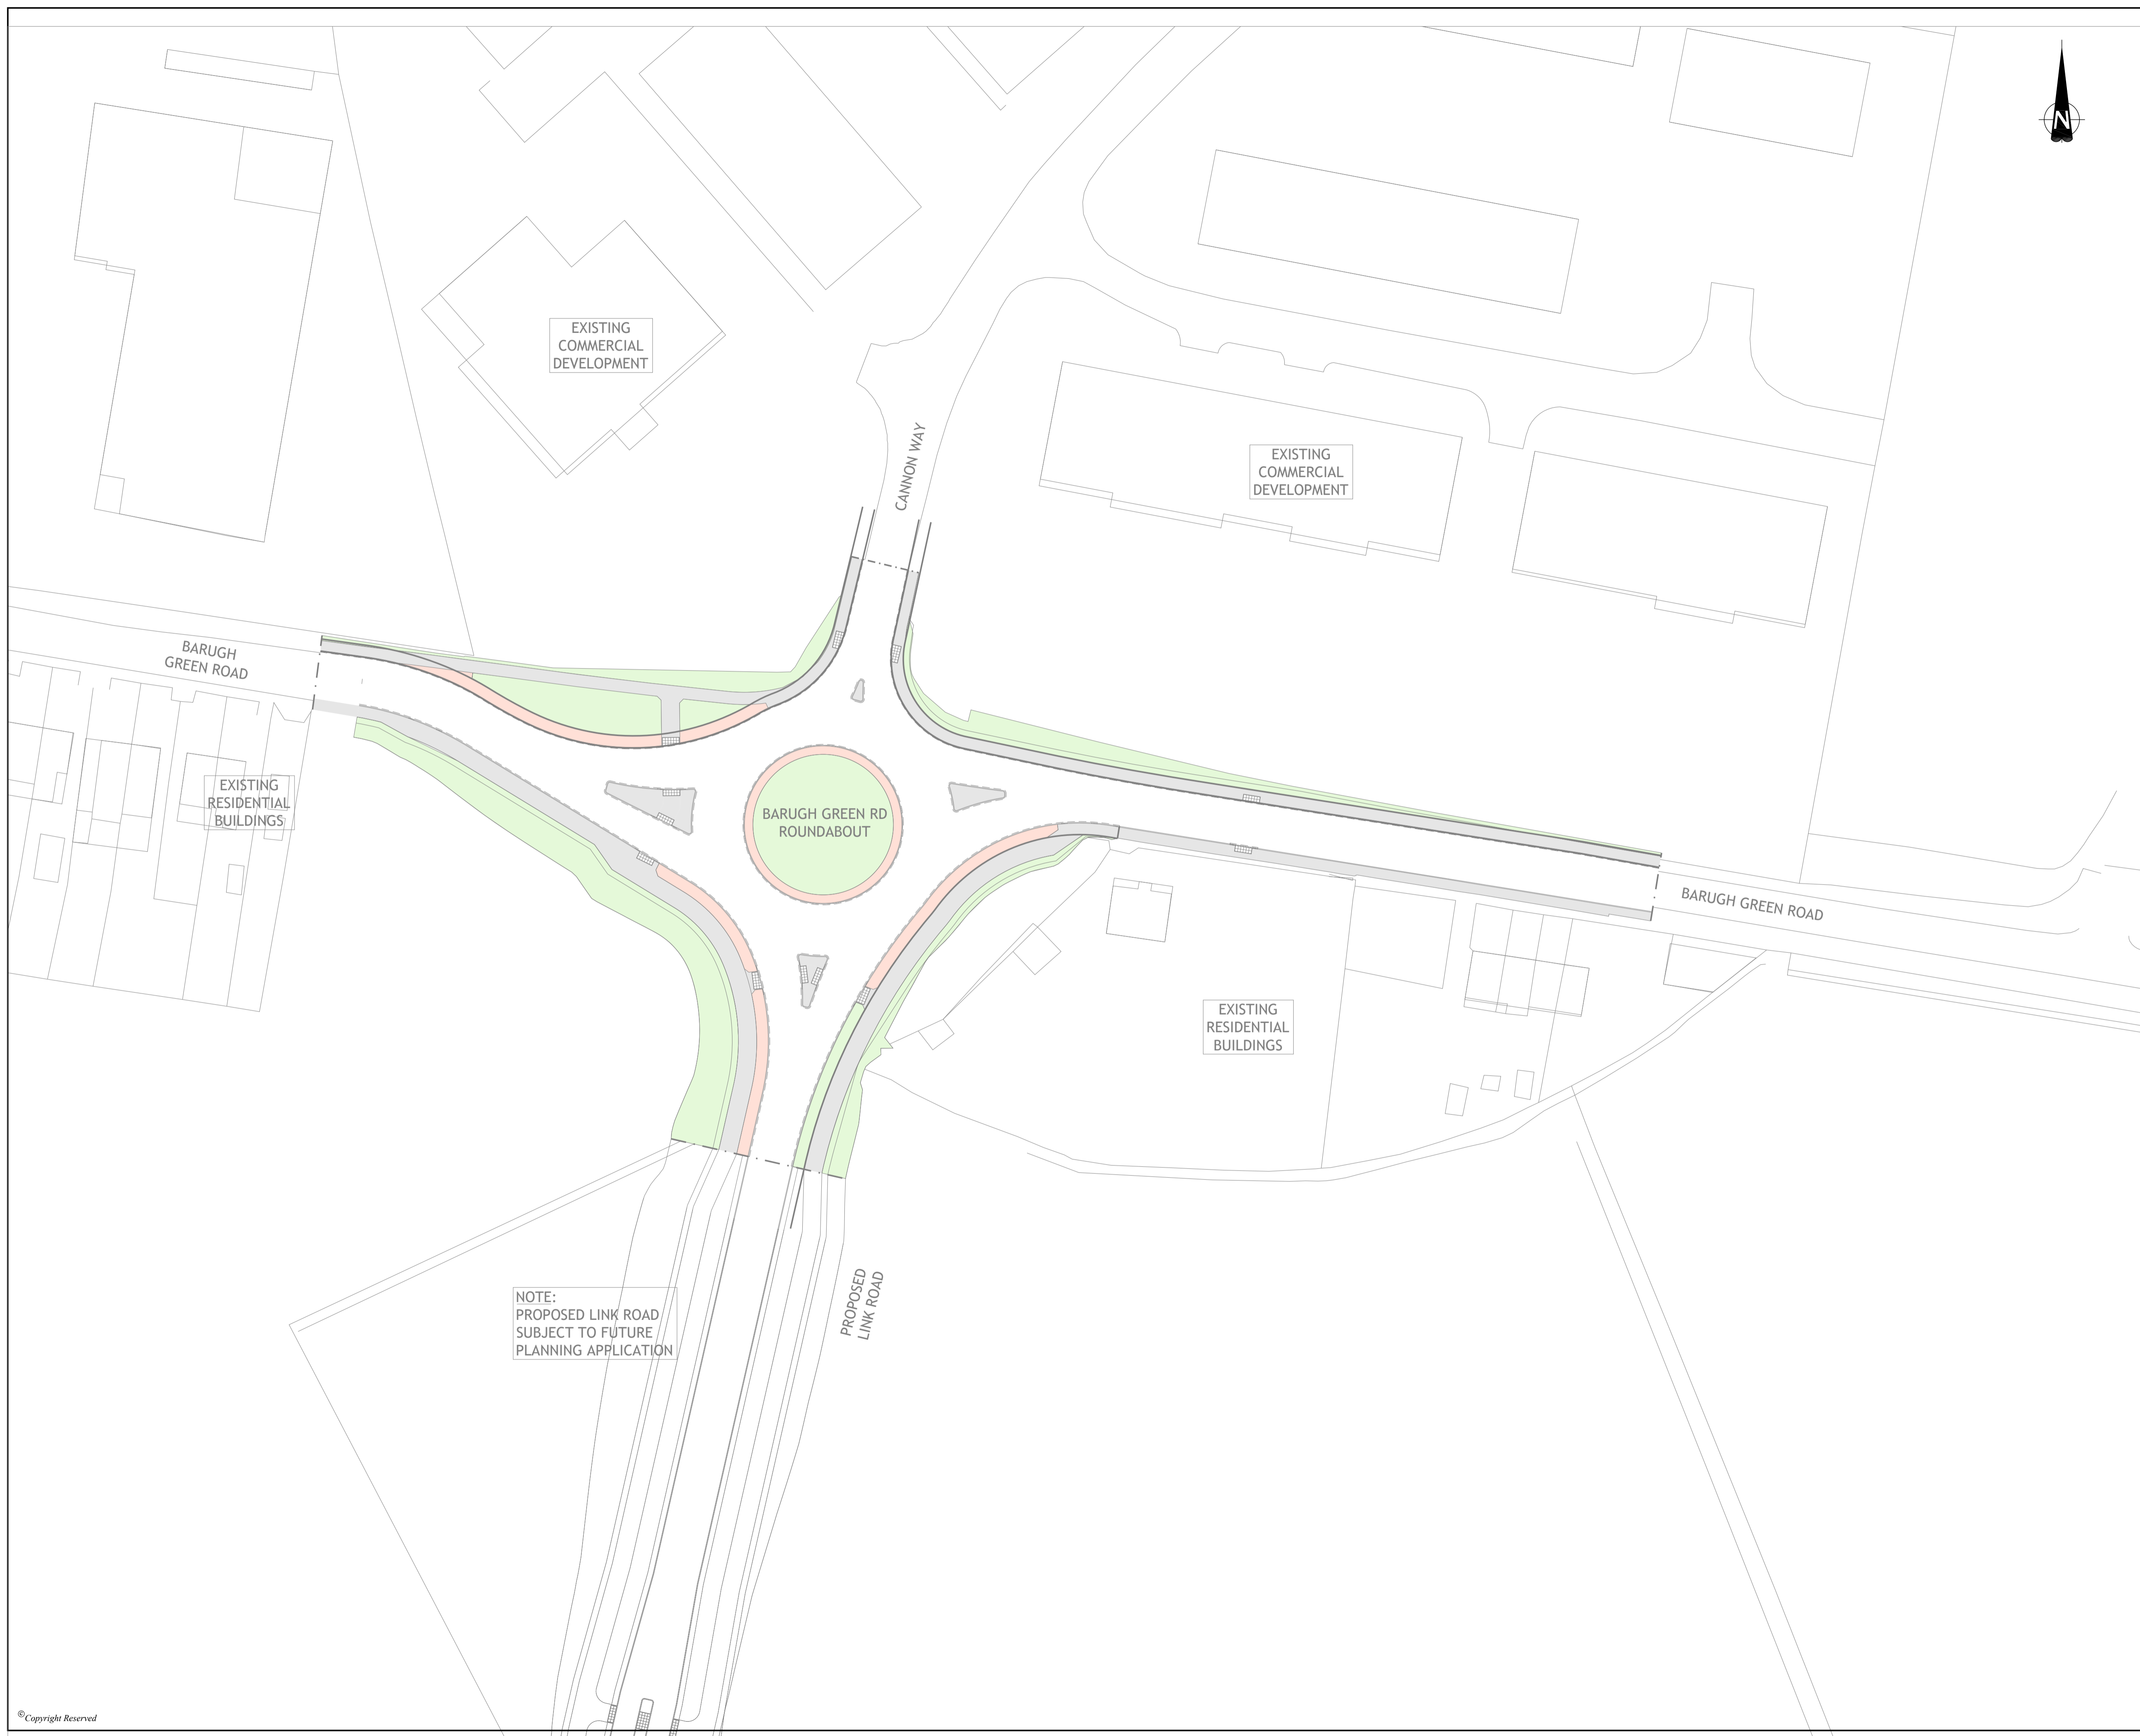 N
EXISTING
COMMERCIAL
DEVELOPMENT
CANNON WAY
EXISTING
COMMERCIAL
DEVELOPMENT
BARUGH
GREEN ROAD
EXISTING
RESIDENTIAL
BUILDINGS
BARUGH GREEN RD
ROUNDABOUT
BARUGH GREEN ROAD
EXISTING
RESIDENTIAL
BUILDINGS
NOTE:
PROPOSED LINK ROAD
SUBJECT TO FUTURE
PLANNING APPLICATION
PROPOSED
LINK ROAD
©Copyright Reserved